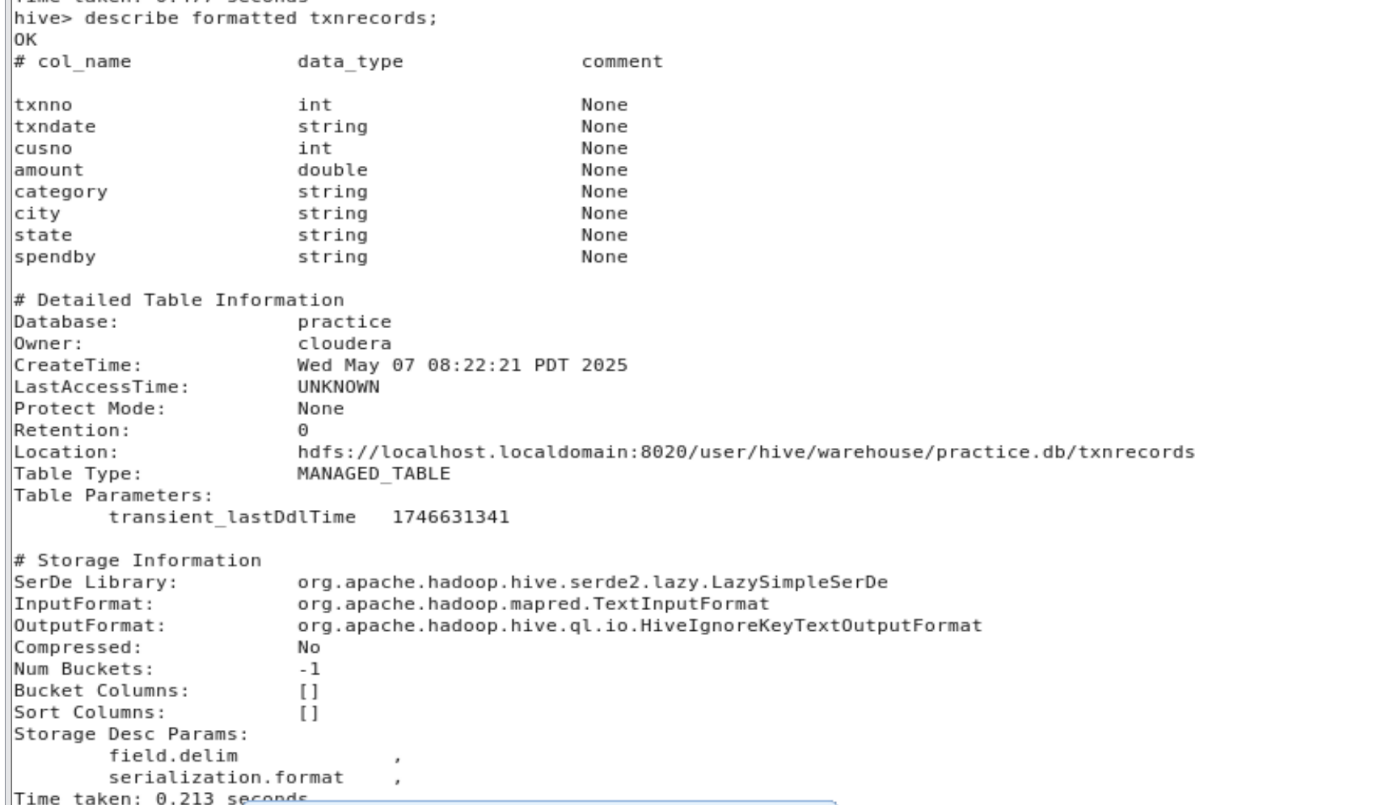 Time taken: 0.477 seconds
hive> describe formatted txnrecords;
OK
# col_name data_type comment
txnno int None
txndate string None
cusno int None
amount double None
category string None
city string None
state string None
spendby string None
# Detailed Table Information
Database: practice
Owner: cloudera
CreateTime: Wed May 07 08:22:21 PDT 2025
LastAccessTime: UNKNOWN
Protect Mode: None
Retention: 0
Location: hdfs://localhost.localdomain:8020/user/hive/warehouse/practice.db/txnrecords
Table Type: MANAGED_TABLE
Table Parameters:
transient_lastDdlTime 1746631341
# Storage Information
SerDe Library: org.apache.hadoop.hive.serde2.lazy.LazySimpleSerDe
InputFormat: org.apache.hadoop.mapred.TextInputFormat
OutputFormat: org.apache.hadoop.hive.ql.io.HiveIgnoreKeyTextOutputFormat
Compressed: No
Num Buckets: -1
Bucket Columns: []
Sort Columns: []
Storage Desc Params:
field.delim ,
serialization.format ,
Time taken: 0.213 seconds